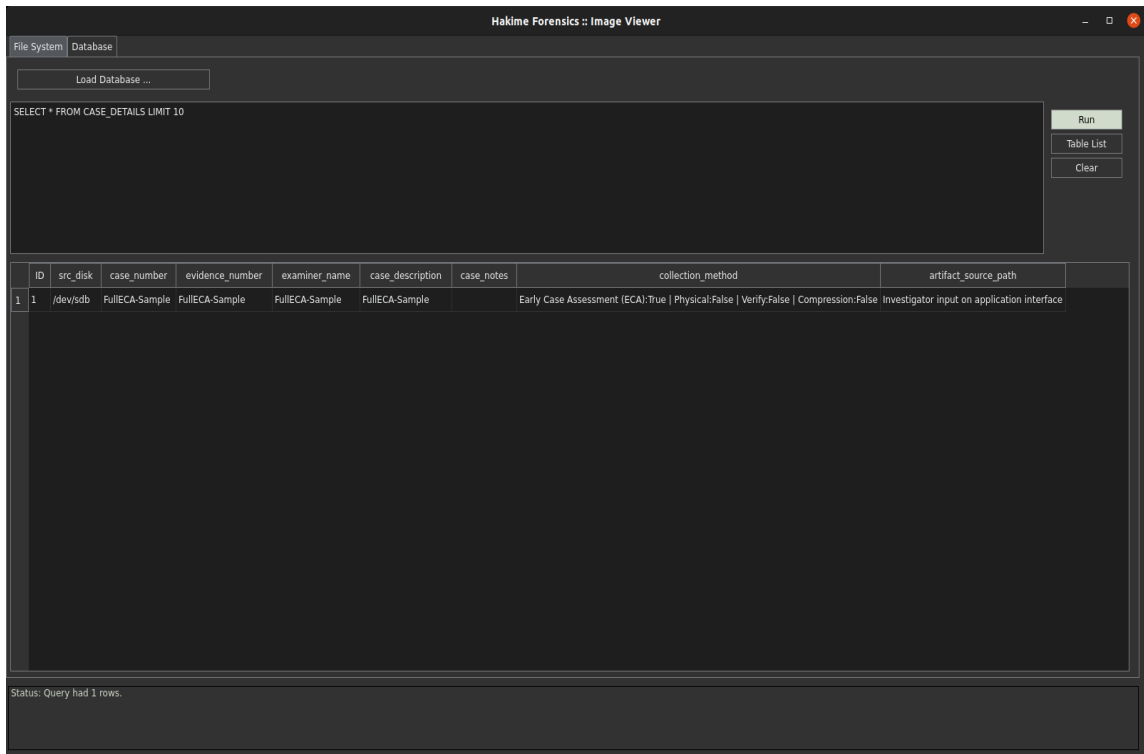 Hakime Forensics :: Image Viewer
File System Database
Load Database ...
SELECT * FROM CASE_DETAILS LIMIT 10
Run
Table List
Clear
ID src_disk case_number evidence_number examiner_name case_description case_notes collection_method artifact_source_path
1 1 /dev/sdb FullECA-Sample FullECA-Sample FullECA-Sample FullECA-Sample Early Case Assessment (ECA):True | Physical:False | Verify:False | Compression:False Investigator input on application interface
Status: Query had 1 rows.